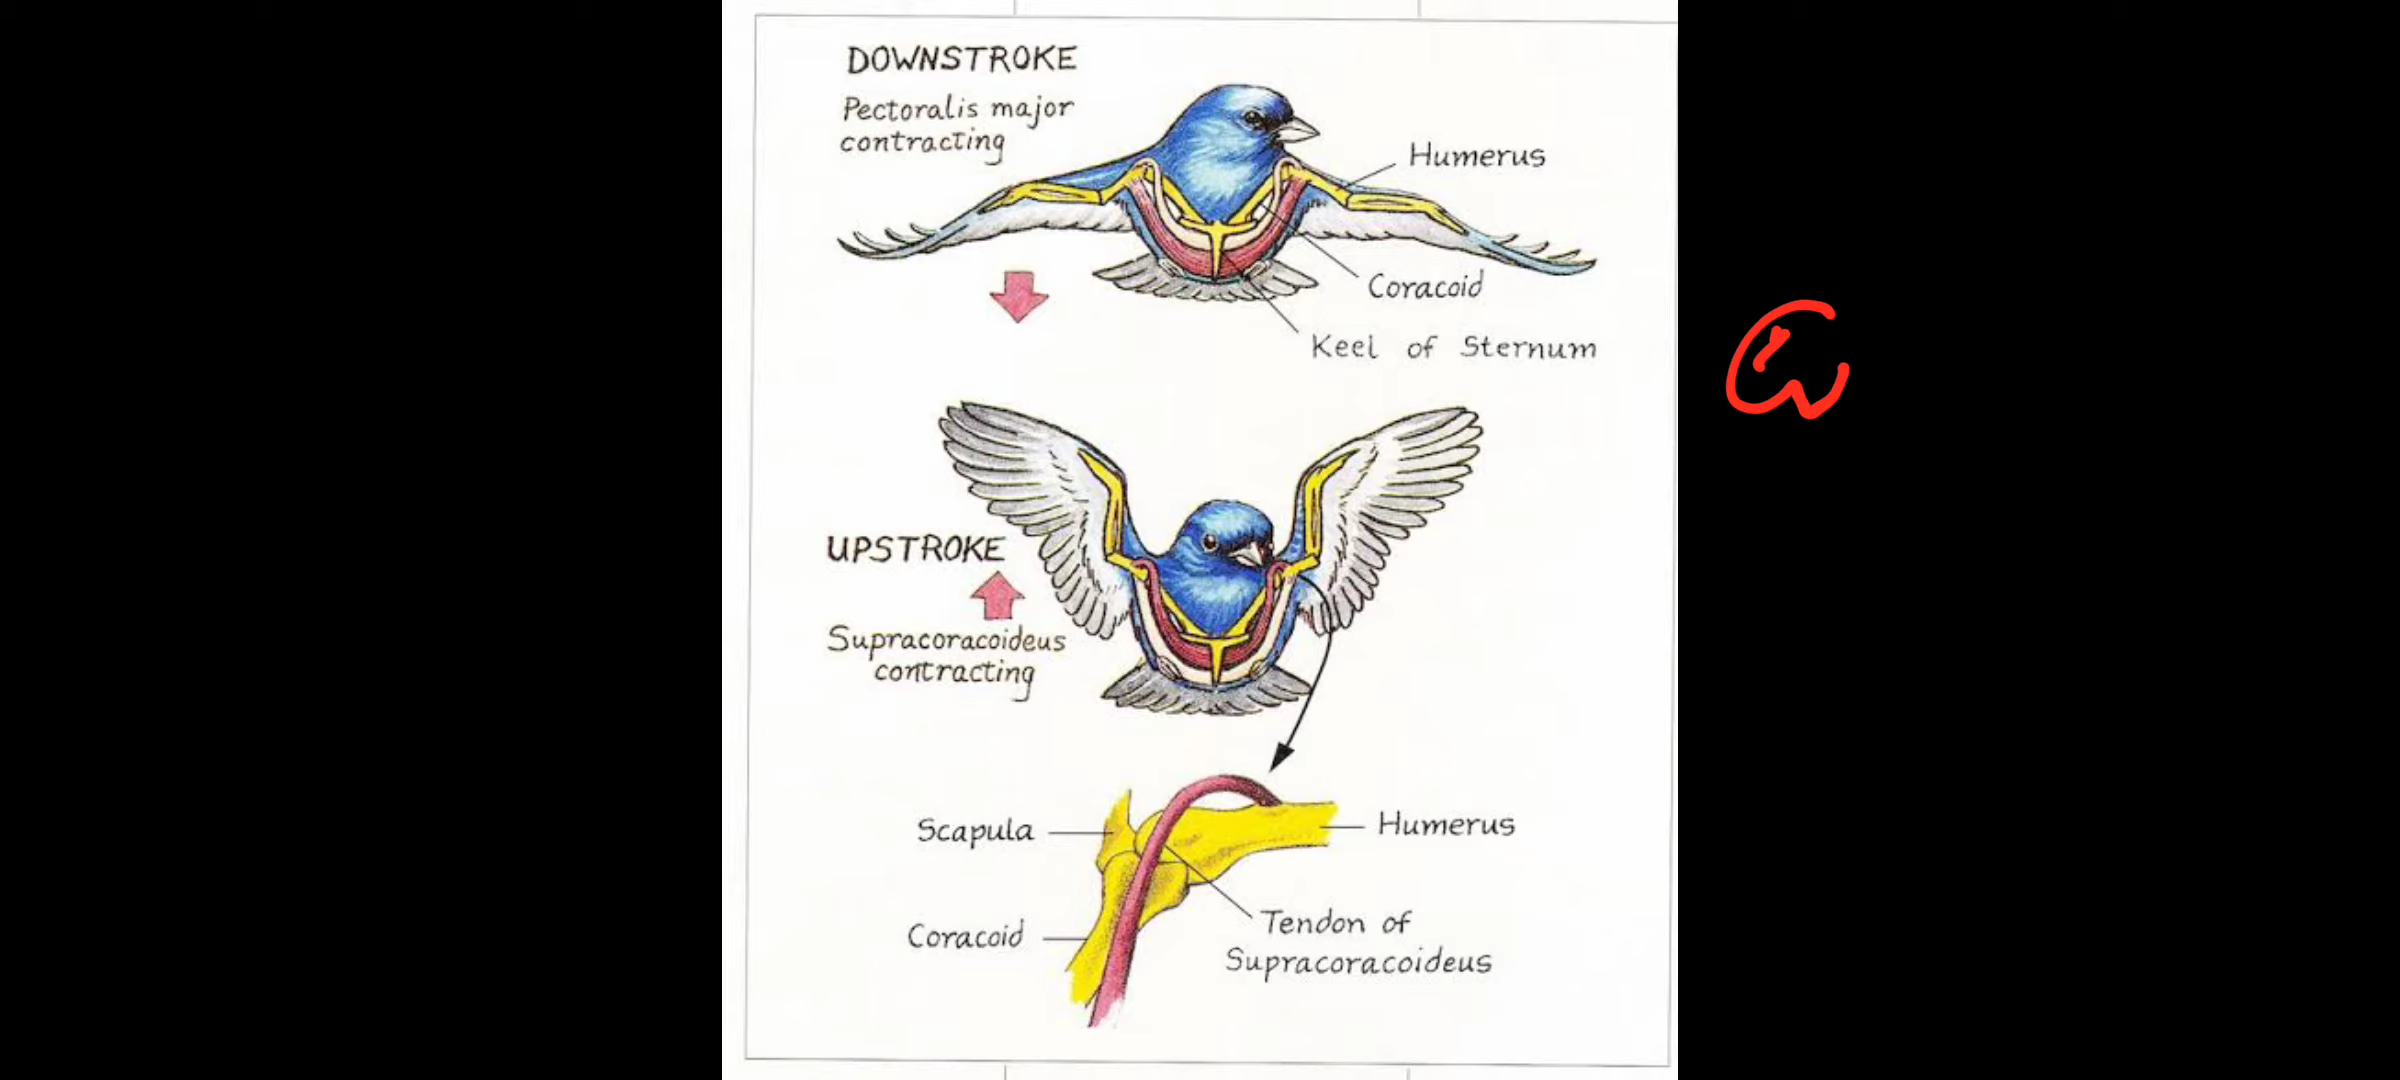 DOWNSTROKE
Pectoralis major
contracting
Humerus
Coracoid
Keel of Sternum
UPSTROKE
Supracoracoideus
contracting
Scapula
Humerus
Coracoid
Tendon of
Supracoracoideus